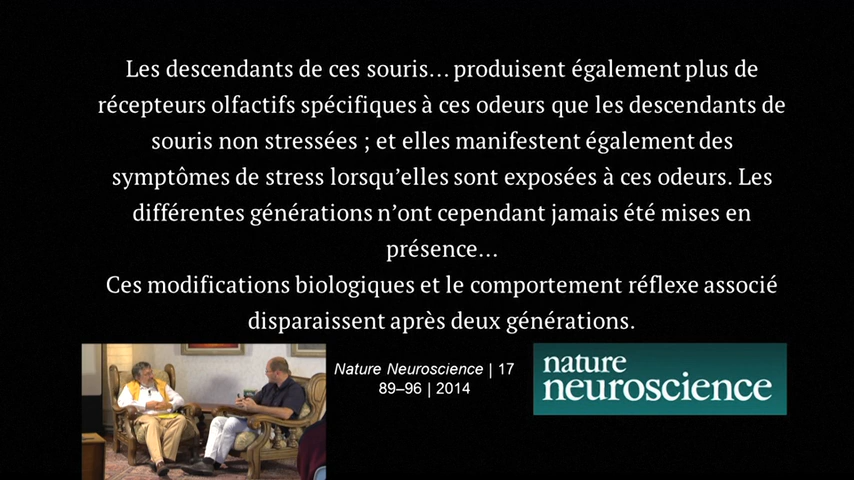 Les descendants de ces souris… produisent également plus de
récepteurs olfactifs spécifiques à ces odeurs que les descendants de
souris non stressées ; et elles manifestent également des
symptômes de stress lorsqu’elles sont exposées à ces odeurs. Les
différentes générations n’ont cependant jamais été mises en
présence…
Ces modifications biologiques et le comportement réflexe associé
disparaissent après deux générations.
Nature Neuroscience | 17
89–96 | 2014
nature
neuroscience